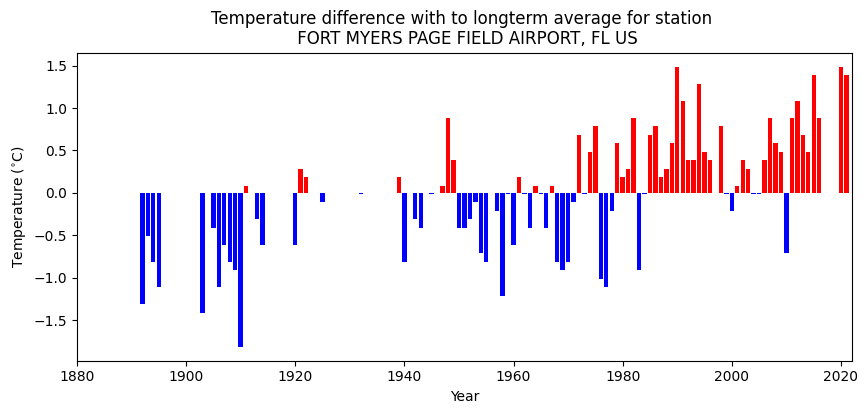 Temperature difference with to longterm average for station
FORT MYERS PAGE FIELD AIRPORT, FL US
Temperature (°C)
1.5
1.0
0.5
0.0
−0.5
−1.0
−1.5
1880 1900 1920 1940 1960 1980 2000 2020
Year